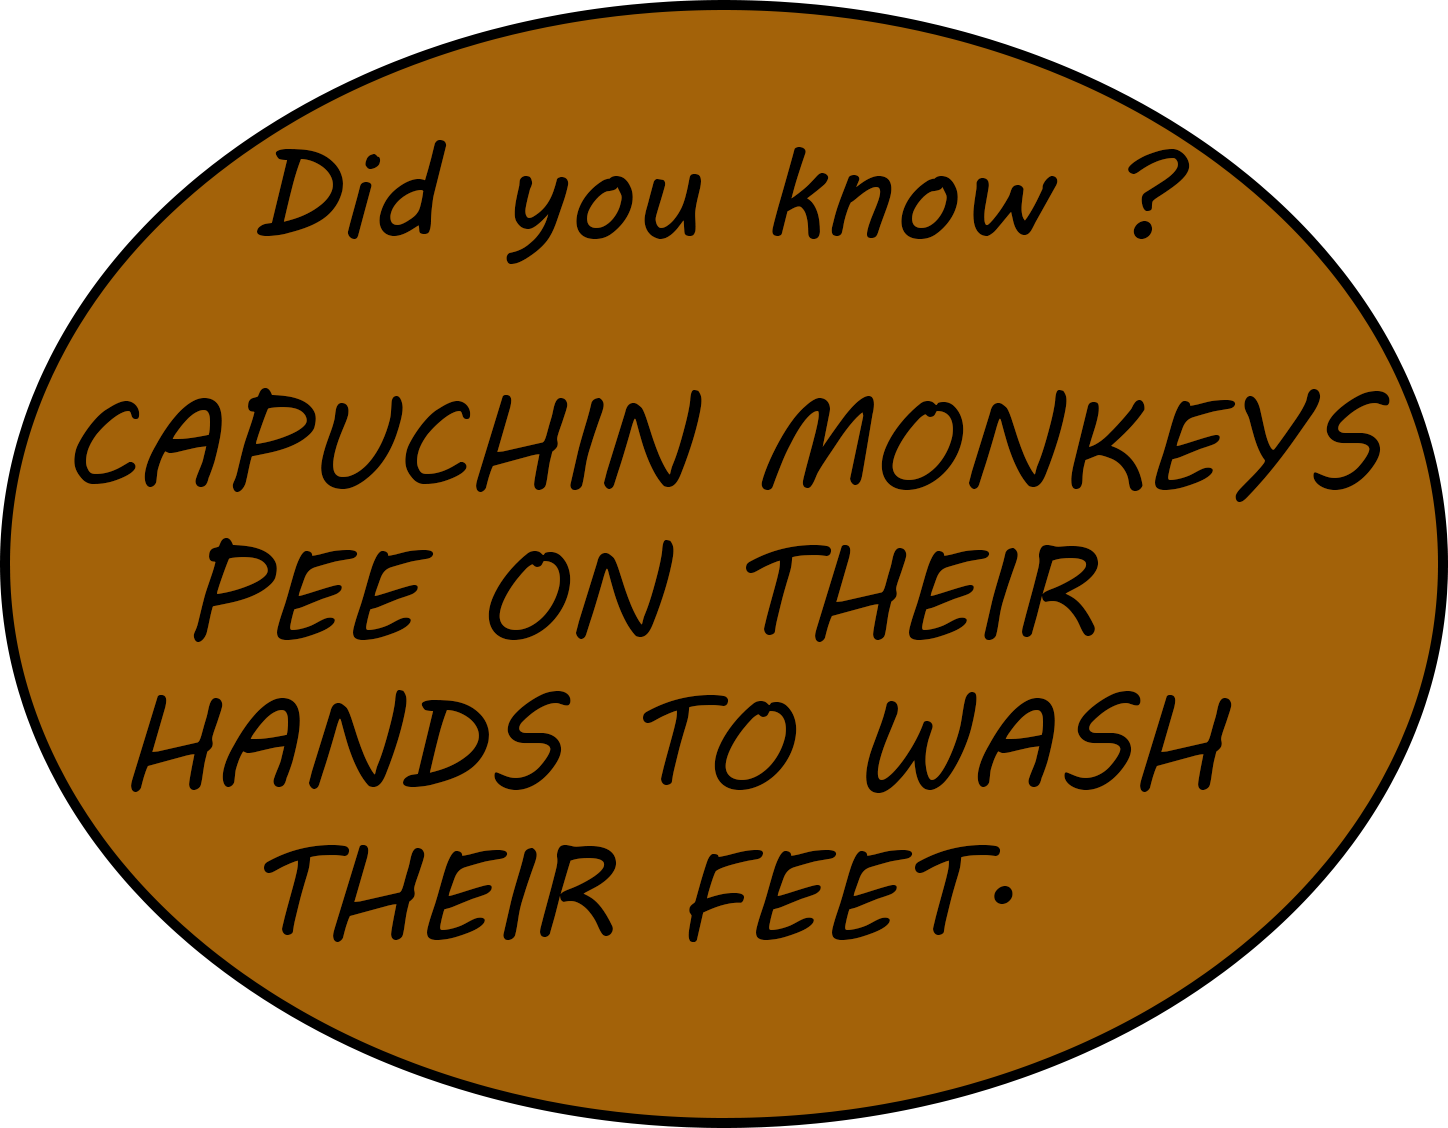 Did you know ?
CAPUCHIN MONKEYS
PEE ON THEIR
HANDS TO WASH
THEIR FEET.